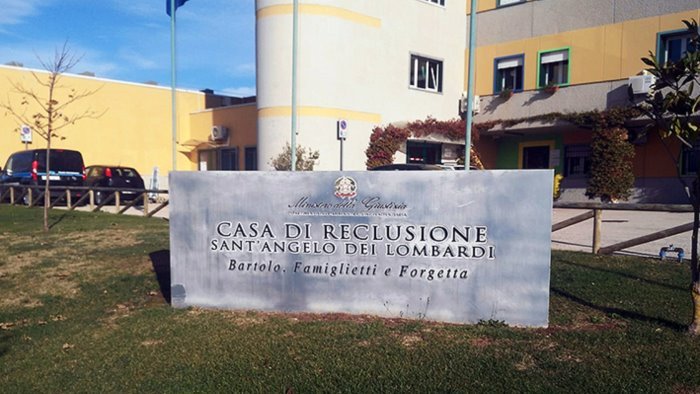 Ministero della Giustizia
CASA DI RECLUSIONE
SANT'ANGELO DEI LOMBARDI
Bartolo, Famiglietti e Forgetta